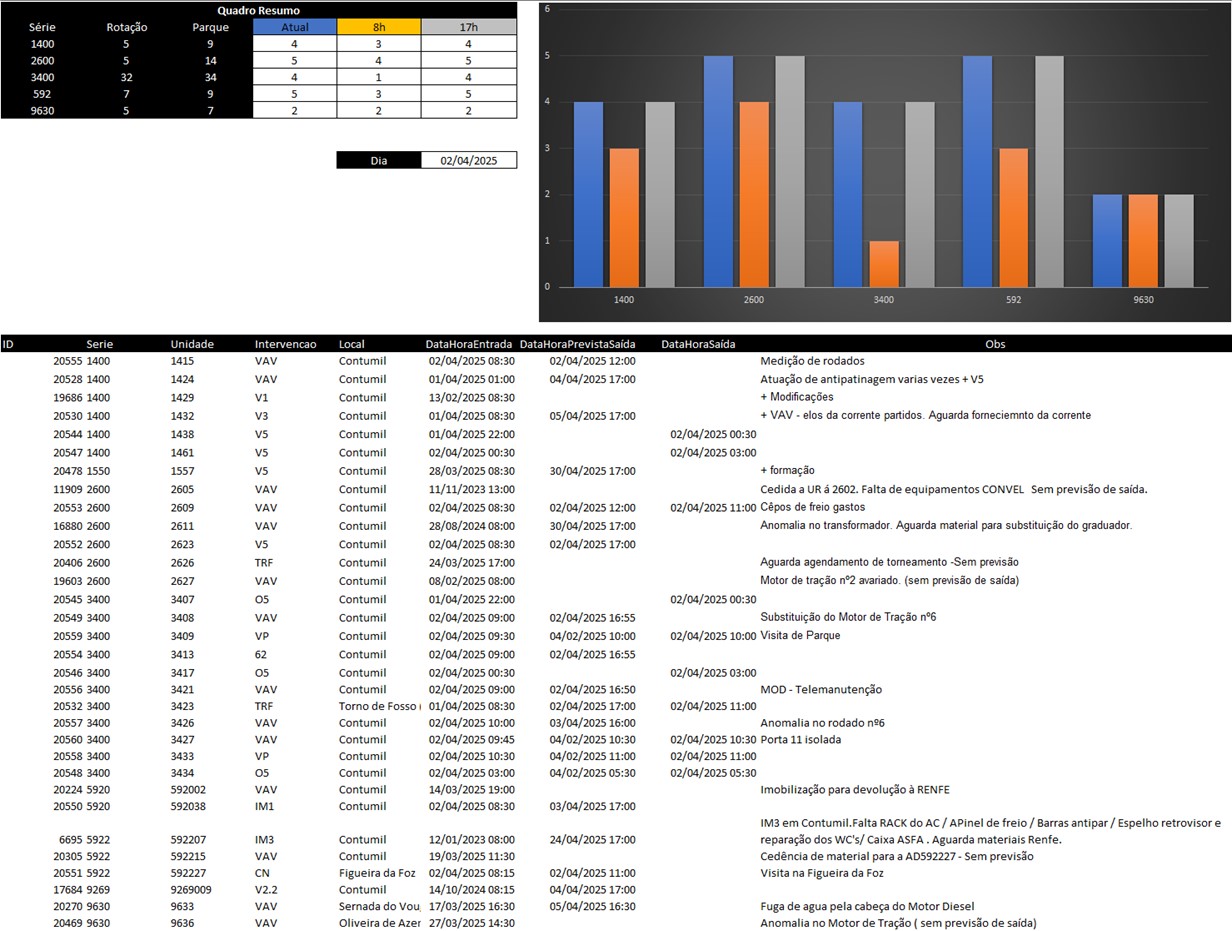 Quadro Resumo
Série Rotação Parque Atual 8h 17h
1400 5 9 4 3 4
2600 5 14 5 4 5
3400 32 34 4 1 4
592 7 9 5 3 5
9630 5 7 2 2 2
Dia 02/04/2025
6
5
4
3
2
1
0
1400 2600 3400 592 9630
ID Serie Unidade Intervencao Local DataHoraEntrada DataHoraPrevistaSaída DataHoraSaída Obs
20555 1400 1415 VAV Contumil 02/04/2025 08:30 02/04/2025 12:00 Medição de rodados
20528 1400 1424 VAV Contumil 01/04/2025 01:00 04/04/2025 17:00 Atuação de antipatinagem varias vezes + V5
19686 1400 1429 V1 Contumil 13/02/2025 08:30 + Modificações
20530 1400 1432 V3 Contumil 01/04/2025 08:30 05/04/2025 17:00 + VAV - elos da corrente partidos. Aguarda forneciemnto da corrente
20544 1400 1438 V5 Contumil 01/04/2025 22:00 02/04/2025 00:30
20547 1400 1461 V5 Contumil 02/04/2025 00:30 02/04/2025 03:00
20478 1550 1557 V5 Contumil 28/03/2025 08:30 30/04/2025 17:00 + formação
11909 2600 2605 VAV Contumil 11/11/2023 13:00 Cedida a UR á 2602. Falta de equipamentos CONVEL Sem previsão de saída.
20553 2600 2609 VAV Contumil 02/04/2025 08:30 02/04/2025 12:00 02/04/2025 11:00 Cêpos de freio gastos
16880 2600 2611 VAV Contumil 28/08/2024 08:00 30/04/2025 17:00 Anomalia no transformador. Aguarda material para substituição do graduador.
20552 2600 2623 V5 Contumil 02/04/2025 08:30 02/04/2025 17:00
20406 2600 2626 TRF Contumil 24/03/2025 17:00 Aguarda agendamento de torneamento -Sem previsão
19603 2600 2627 VAV Contumil 08/02/2025 08:00 Motor de tração nº2 avariado. (sem previsão de saída)
20545 3400 3407 O5 Contumil 01/04/2025 22:00 02/04/2025 00:30
20549 3400 3408 VAV Contumil 02/04/2025 09:00 02/04/2025 16:55 Substituição do Motor de Tração nº6
20559 3400 3409 VP Contumil 02/04/2025 09:30 04/02/2025 10:00 02/04/2025 10:00 Visita de Parque
20554 3400 3413 62 Contumil 02/04/2025 09:00 02/04/2025 16:55
20546 3400 3417 O5 Contumil 02/04/2025 00:30 02/04/2025 03:00
20556 3400 3421 VAV Contumil 02/04/2025 09:00 02/04/2025 16:50 MOD - Telemanutenção
20532 3400 3423 TRF Torno de Fosso ( 01/04/2025 08:30 02/04/2025 17:00 02/04/2025 11:00
20557 3400 3426 VAV Contumil 02/04/2025 10:00 03/04/2025 16:00 Anomalia no rodado nº6
20560 3400 3427 VAV Contumil 02/04/2025 09:45 04/02/2025 10:30 02/04/2025 10:30 Porta 11 isolada
20558 3400 3433 VP Contumil 02/04/2025 10:30 04/02/2025 11:00 02/04/2025 11:00
20548 3400 3434 O5 Contumil 02/04/2025 03:00 04/02/2025 05:30 02/04/2025 05:30
20224 5920 592002 VAV Contumil 14/03/2025 19:00 Imobilização para devolução à RENFE
20550 5920 592038 IM1 Contumil 02/04/2025 08:30 03/04/2025 17:00
IM3 em Contumil.Falta RACK do AC / APinel de freio / Barras antipar / Espelho retrovisor e
6695 5922 592207 IM3 Contumil 12/01/2023 08:00 24/04/2025 17:00 reparação dos WC's/ Caixa ASFA . Aguarda materiais Renfe.
20305 5922 592215 VAV Contumil 19/03/2025 11:30 Cedência de material para a AD592227 - Sem previsão
20551 5922 592227 CN Figueira da Foz 02/04/2025 08:15 02/04/2025 11:00 Visita na Figueira da Foz
17684 9269 9269009 V2.2 Contumil 14/10/2024 08:15 04/04/2025 17:00
20270 9630 9633 VAV Sernada do Vou 17/03/2025 16:30 05/04/2025 16:30 Fuga de agua pela cabeça do Motor Diesel
20469 9630 9636 VAV Oliveira de Azer 27/03/2025 14:30 Anomalia no Motor de Tração ( sem previsão de saída)